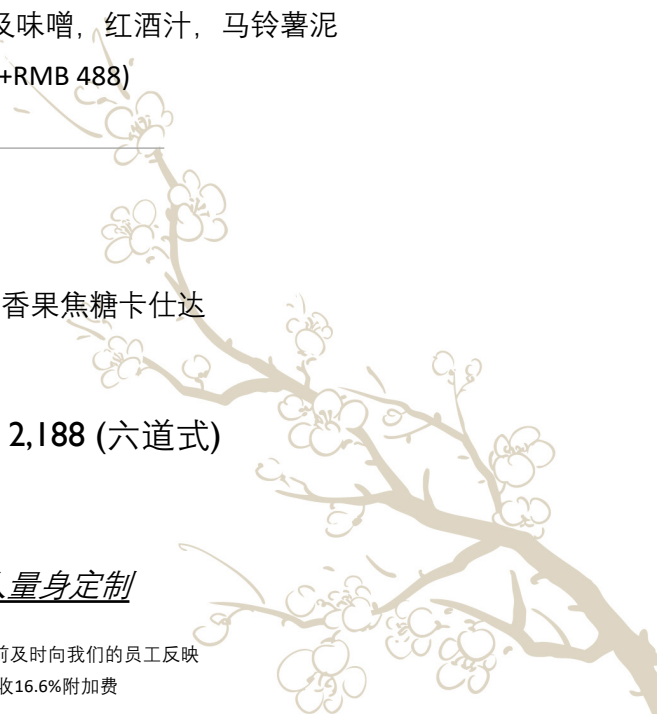 及味噌，红酒汁，马铃薯泥
+RMB 488)
香果焦糖卡仕达
2,188 (六道式)
量身定制
前及时向我们的员工反映
收16.6%附加费